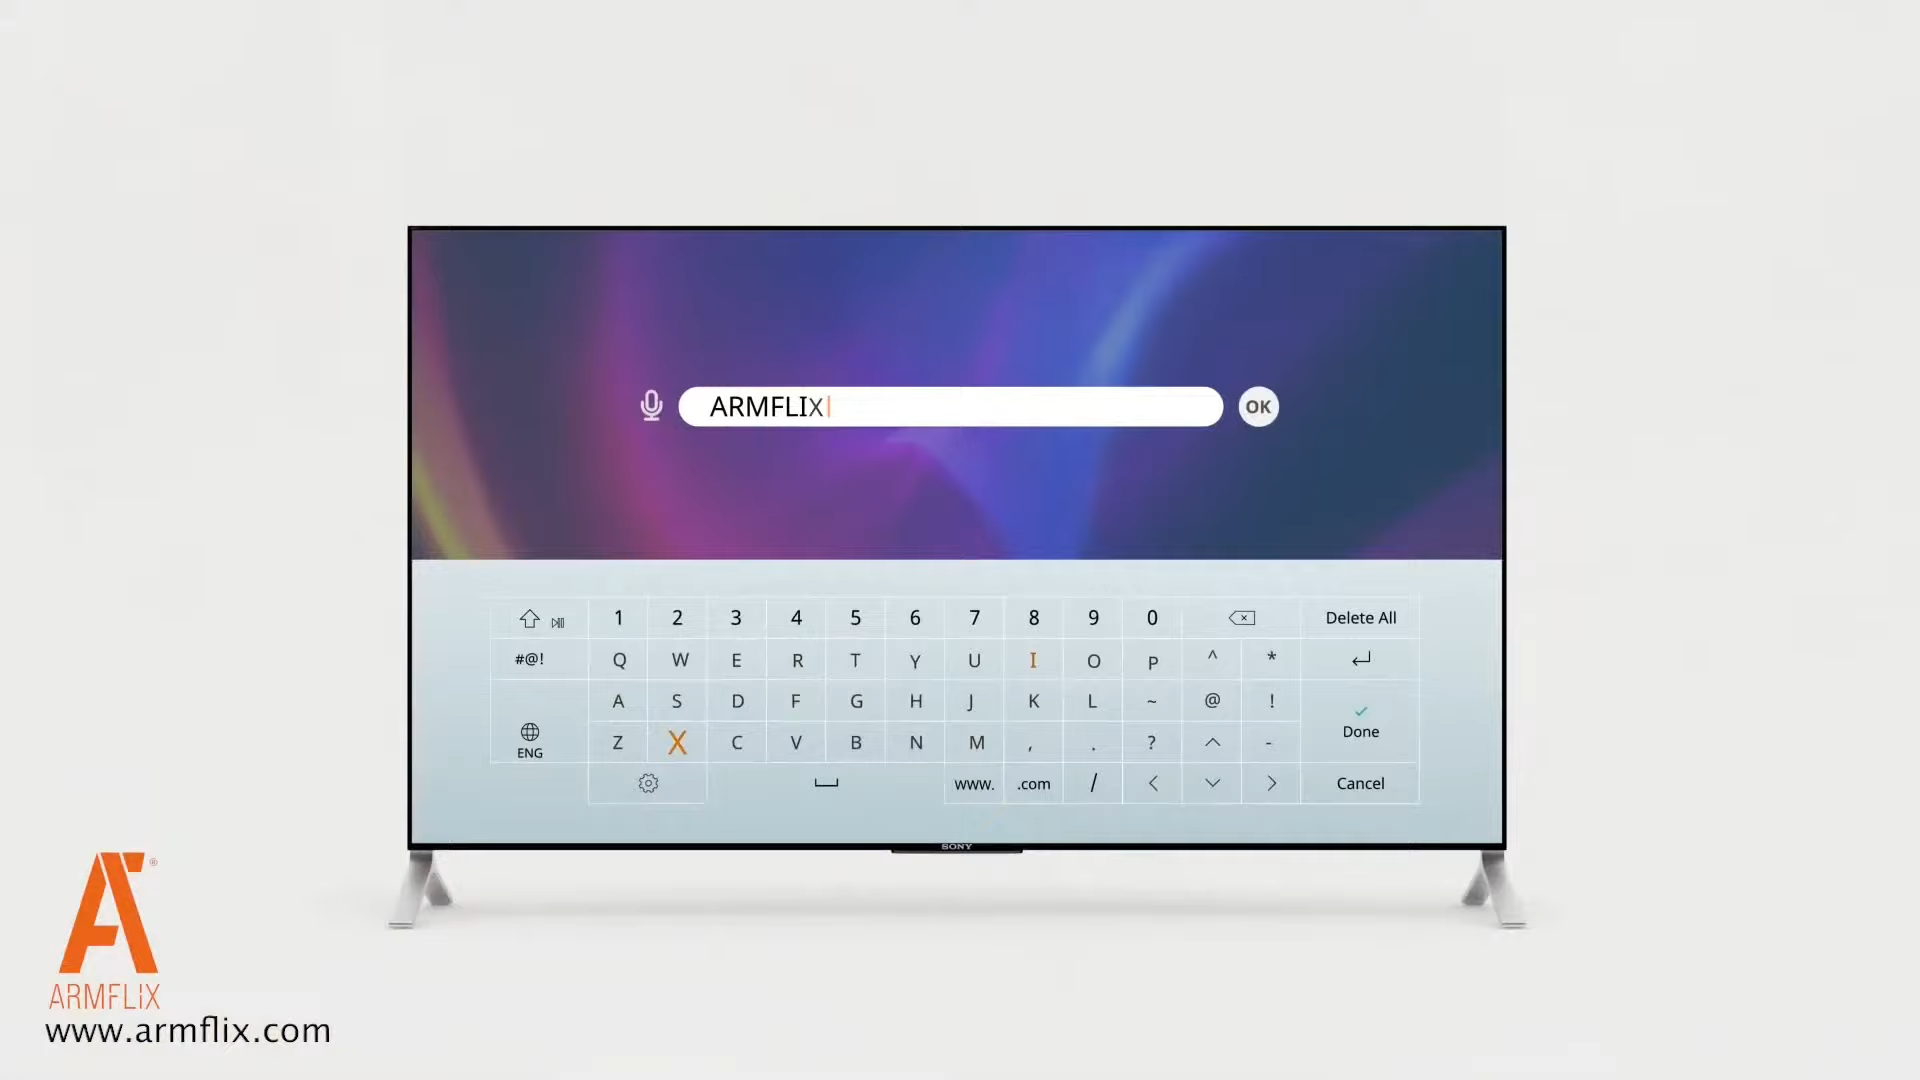 ARMFLIX
OK
1 2 3 4 5 6 7 8 9 0 Delete All
#@! Q W E R T Y U I O P ^ *
A S D F G H J K L ~ @ !
ENG Z X C V B N M , . ? ^ - Done
www. .com / < > Cancel
SONY
®
ARMFLIX
www.armflix.com